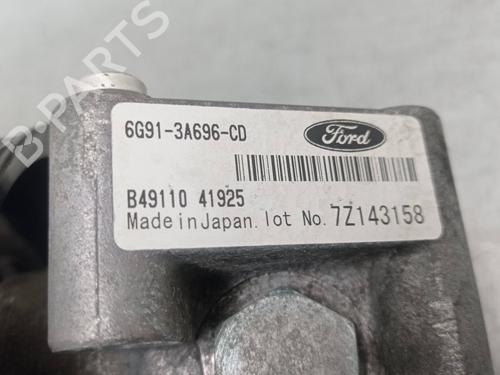 B-PARTS
6G91-3A696-CD
Ford
B49110 41925
Made in Japan. lot No. 7Z143158